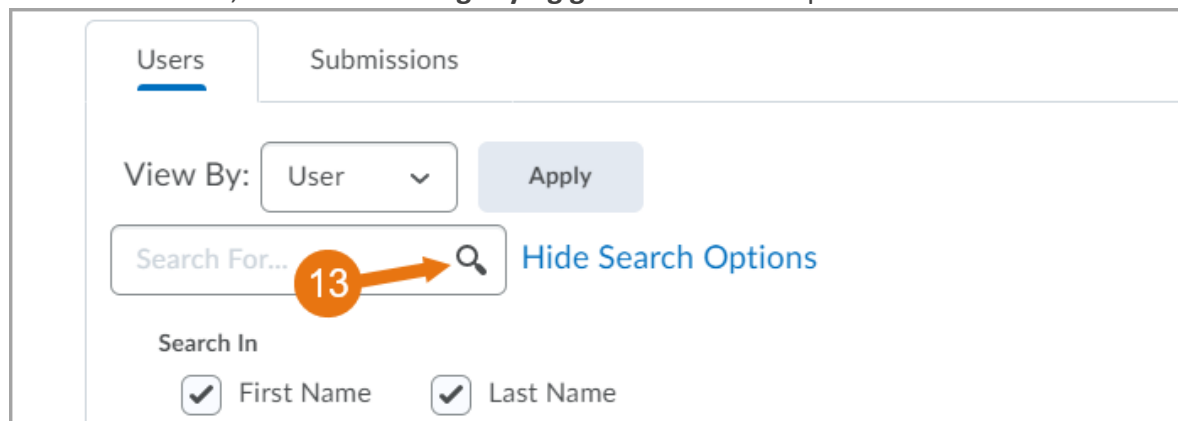 Users Submissions
View By: User Apply
Search For... Hide Search Options
13
Search In
First Name Last Name